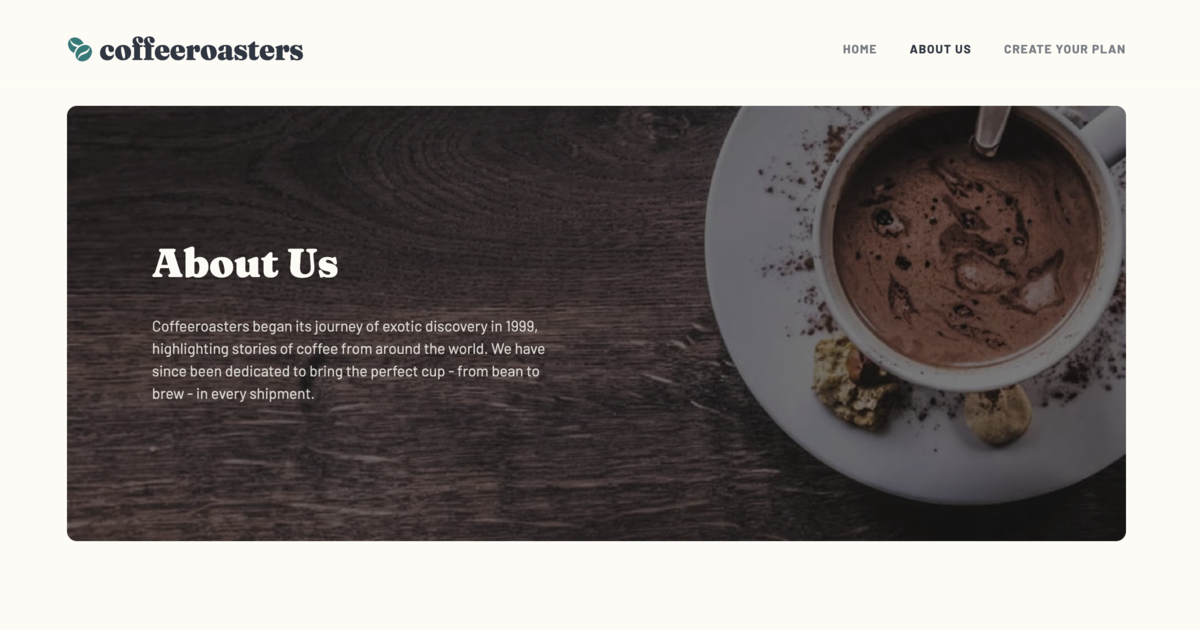 coffeeroasters
HOME
ABOUT US
CREATE YOUR PLAN
About Us
Coffeeroasters began its journey of exotic discovery in 1999,
highlighting stories of coffee from around the world. We have
since been dedicated to bring the perfect cup - from bean to
brew - in every shipment.